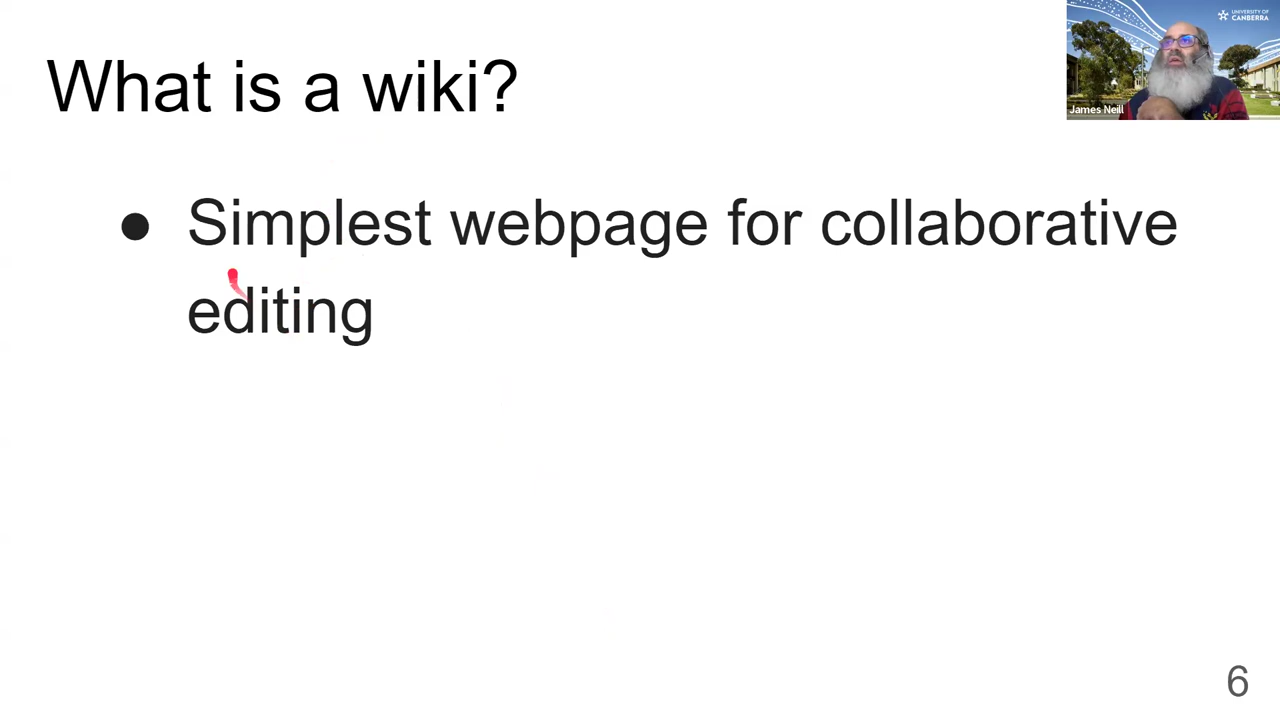 UNIVERSITY OF
CANBERRA
James Neill
What is a wiki?
● Simplest webpage for collaborative
editing
6